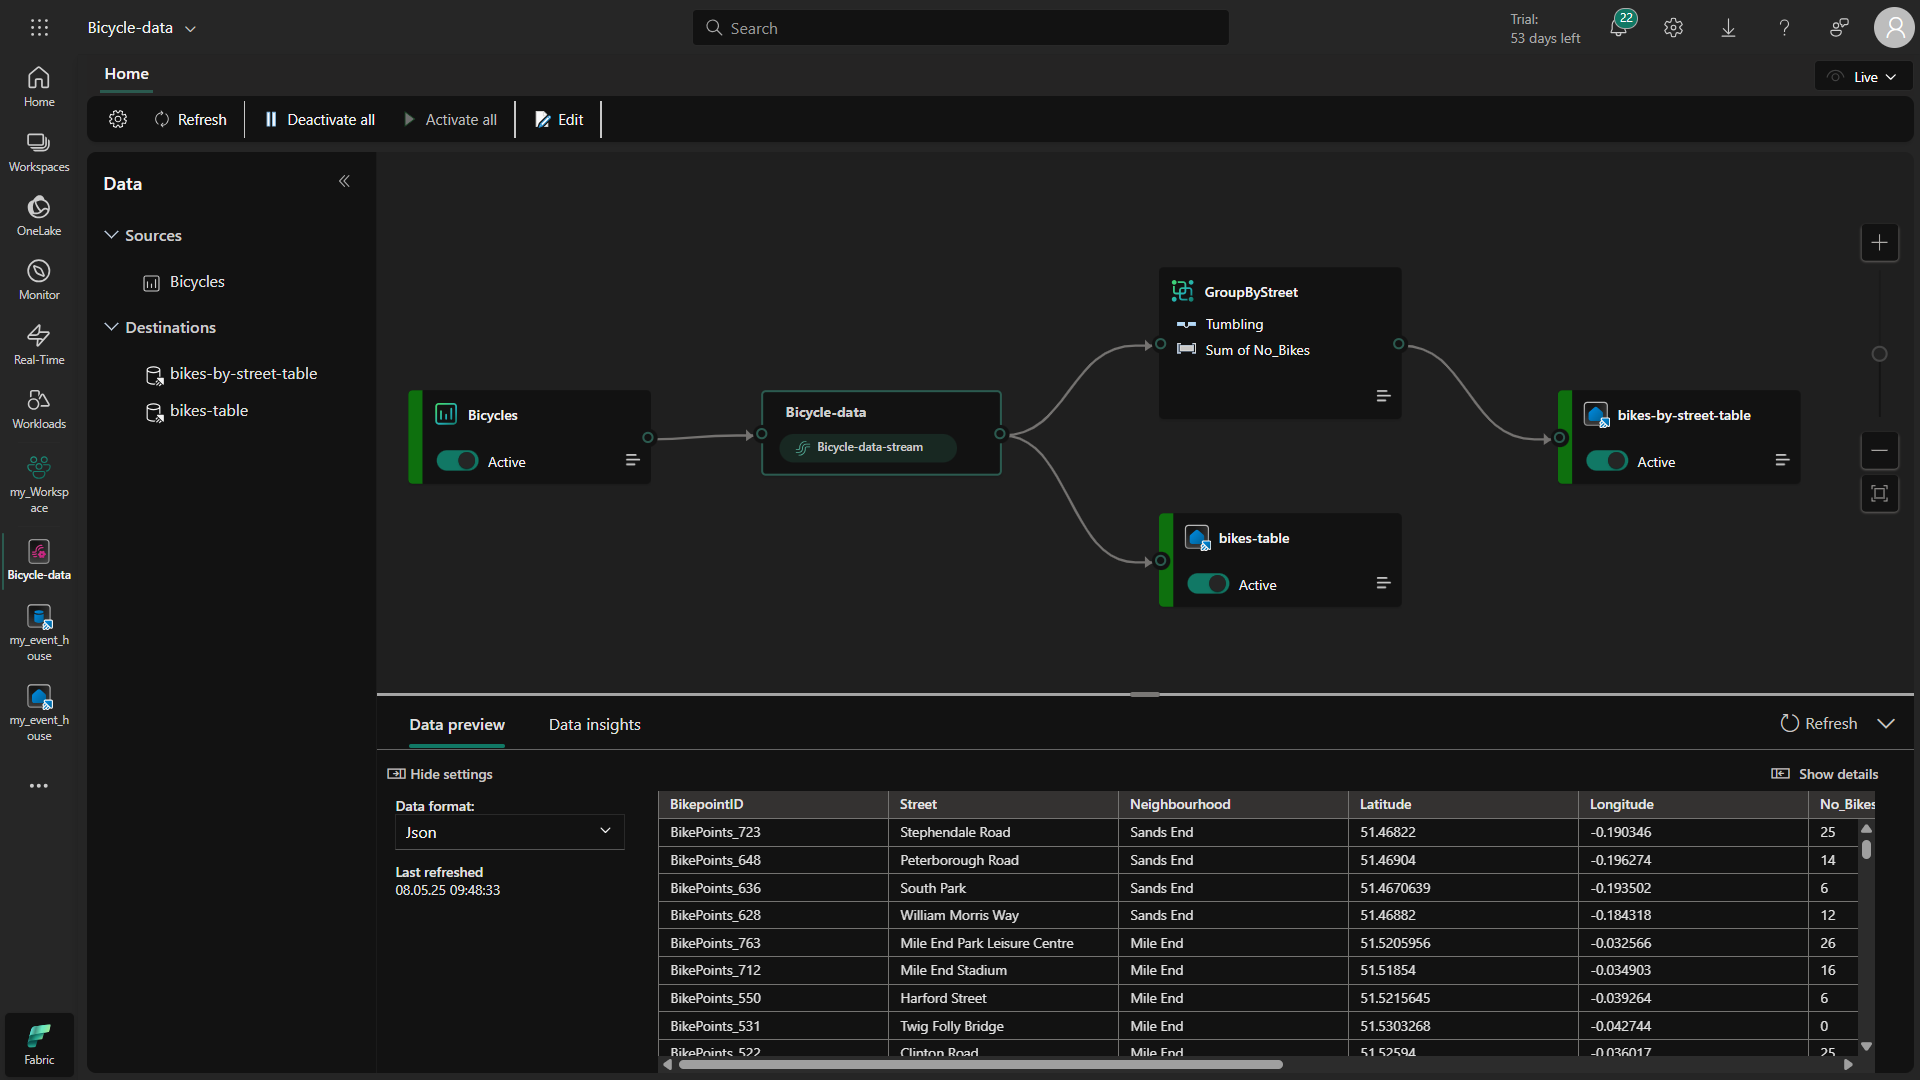 Bicycle-data
Search
Trial:
53 days left
22
Home
Live
Refresh
Deactivate all
Activate all
Edit
Home
Workspaces
OneLake
Monitor
Real-Time
Workloads
my_Worksp
ace
Bicycle-data
my_event_h
ouse
my_event_h
ouse
Fabric
Data
Sources
Bicycles
Destinations
bikes-by-street-table
bikes-table
Bicycles
Active
Bicycle-data
Bicycle-data-stream
GroupByStreet
Tumbling
Sum of No_Bikes
bikes-by-street-table
Active
bikes-table
Active
Data preview
Data insights
Refresh
Hide settings
Show details
Data format:
Json
Last refreshed
08.05.25 09:48:33
BikepointID Street Neighbourhood Latitude Longitude No_Bikes
BikePoints_723 Stephendale Road Sands End 51.46822 -0.190346 25
BikePoints_648 Peterborough Road Sands End 51.46904 -0.196274 14
BikePoints_636 South Park Sands End 51.4670639 -0.193502 6
BikePoints_628 William Morris Way Sands End 51.46882 -0.184318 12
BikePoints_763 Mile End Park Leisure Centre Mile End 51.5205956 -0.032566 26
BikePoints_712 Mile End Stadium Mile End 51.51854 -0.034903 16
BikePoints_550 Harford Street Mile End 51.5215645 -0.039264 6
BikePoints_531 Twig Folly Bridge Mile End 51.5303268 -0.042744 0
BikePoints_522 Clinton Road Mile End 51.52594 -0.036017 25